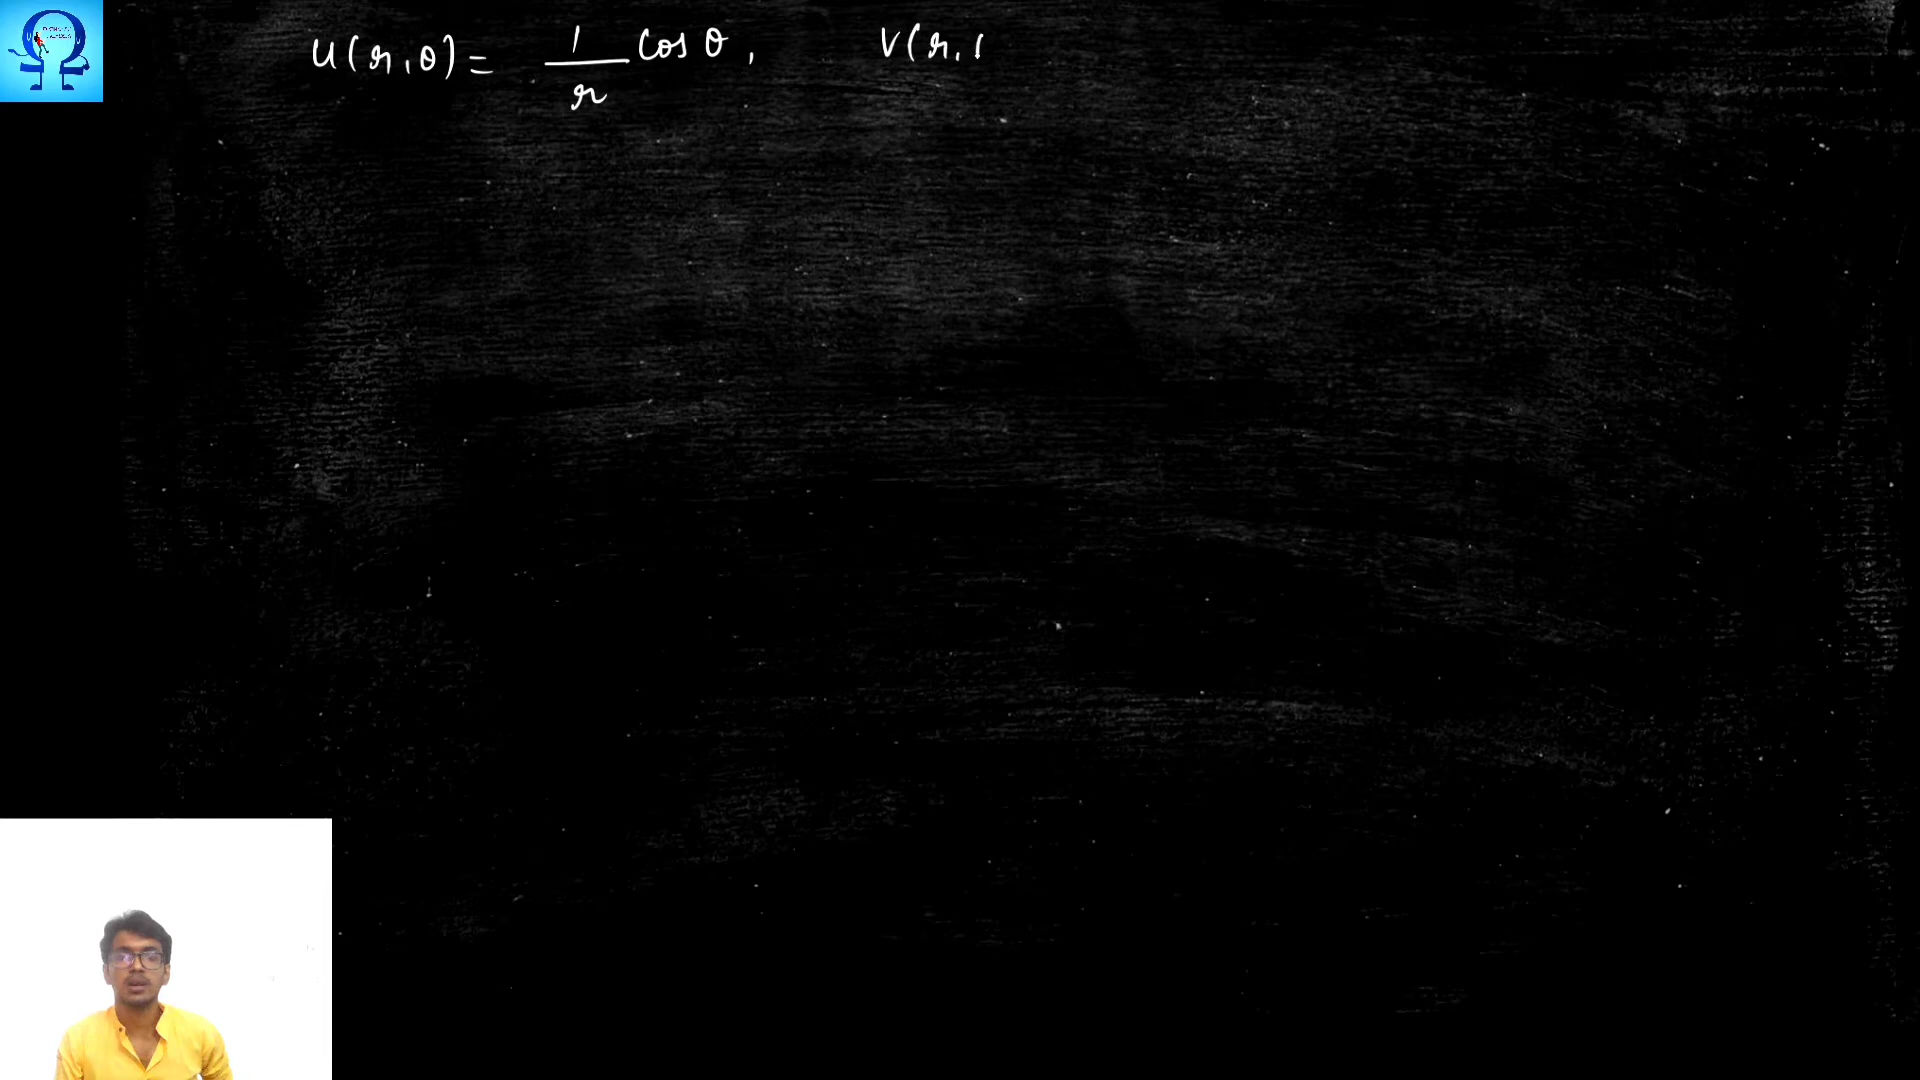 u(r,θ) = 1/r cos θ, v(r, (